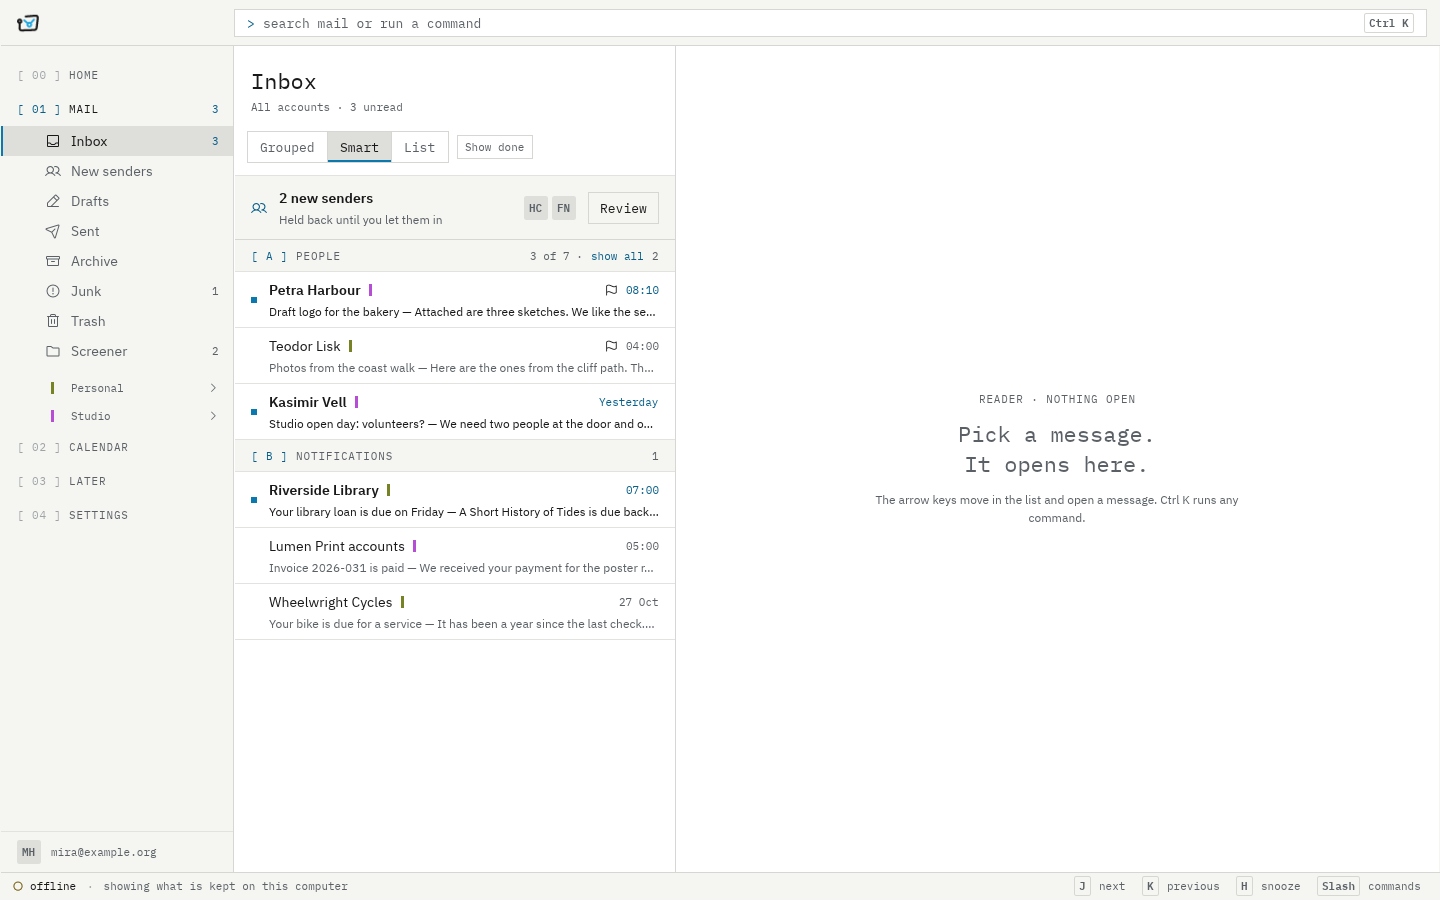 > search mail or run a command
Ctrl K
[ 00 ] HOME
[ 01 ] MAIL 3
Inbox 3
New senders
Drafts
Sent
Archive
Junk 1
Trash
Screener 2
Personal
Studio
[ 02 ] CALENDAR
[ 03 ] LATER
[ 04 ] SETTINGS
MH mira@example.org
Inbox
All accounts · 3 unread
Grouped Smart List Show done
2 new senders
Held back until you let them in
HC FN Review
[ A ] PEOPLE 3 of 7 · show all 2
Petra Harbour 08:10
Draft logo for the bakery — Attached are three sketches. We like the se…
Teodor Lisk 04:00
Photos from the coast walk — Here are the ones from the cliff path. Th…
Kasimir Vell Yesterday
Studio open day: volunteers? — We need two people at the door and o…
[ B ] NOTIFICATIONS 1
Riverside Library 07:00
Your library loan is due on Friday — A Short History of Tides is due back…
Lumen Print accounts 05:00
Invoice 2026-031 is paid — We received your payment for the poster r…
Wheelwright Cycles 27 Oct
Your bike is due for a service — It has been a year since the last check.…
READER · NOTHING OPEN
Pick a message.
It opens here.
The arrow keys move in the list and open a message. Ctrl K runs any
command.
offline · showing what is kept on this computer
J next K previous H snooze Slash commands